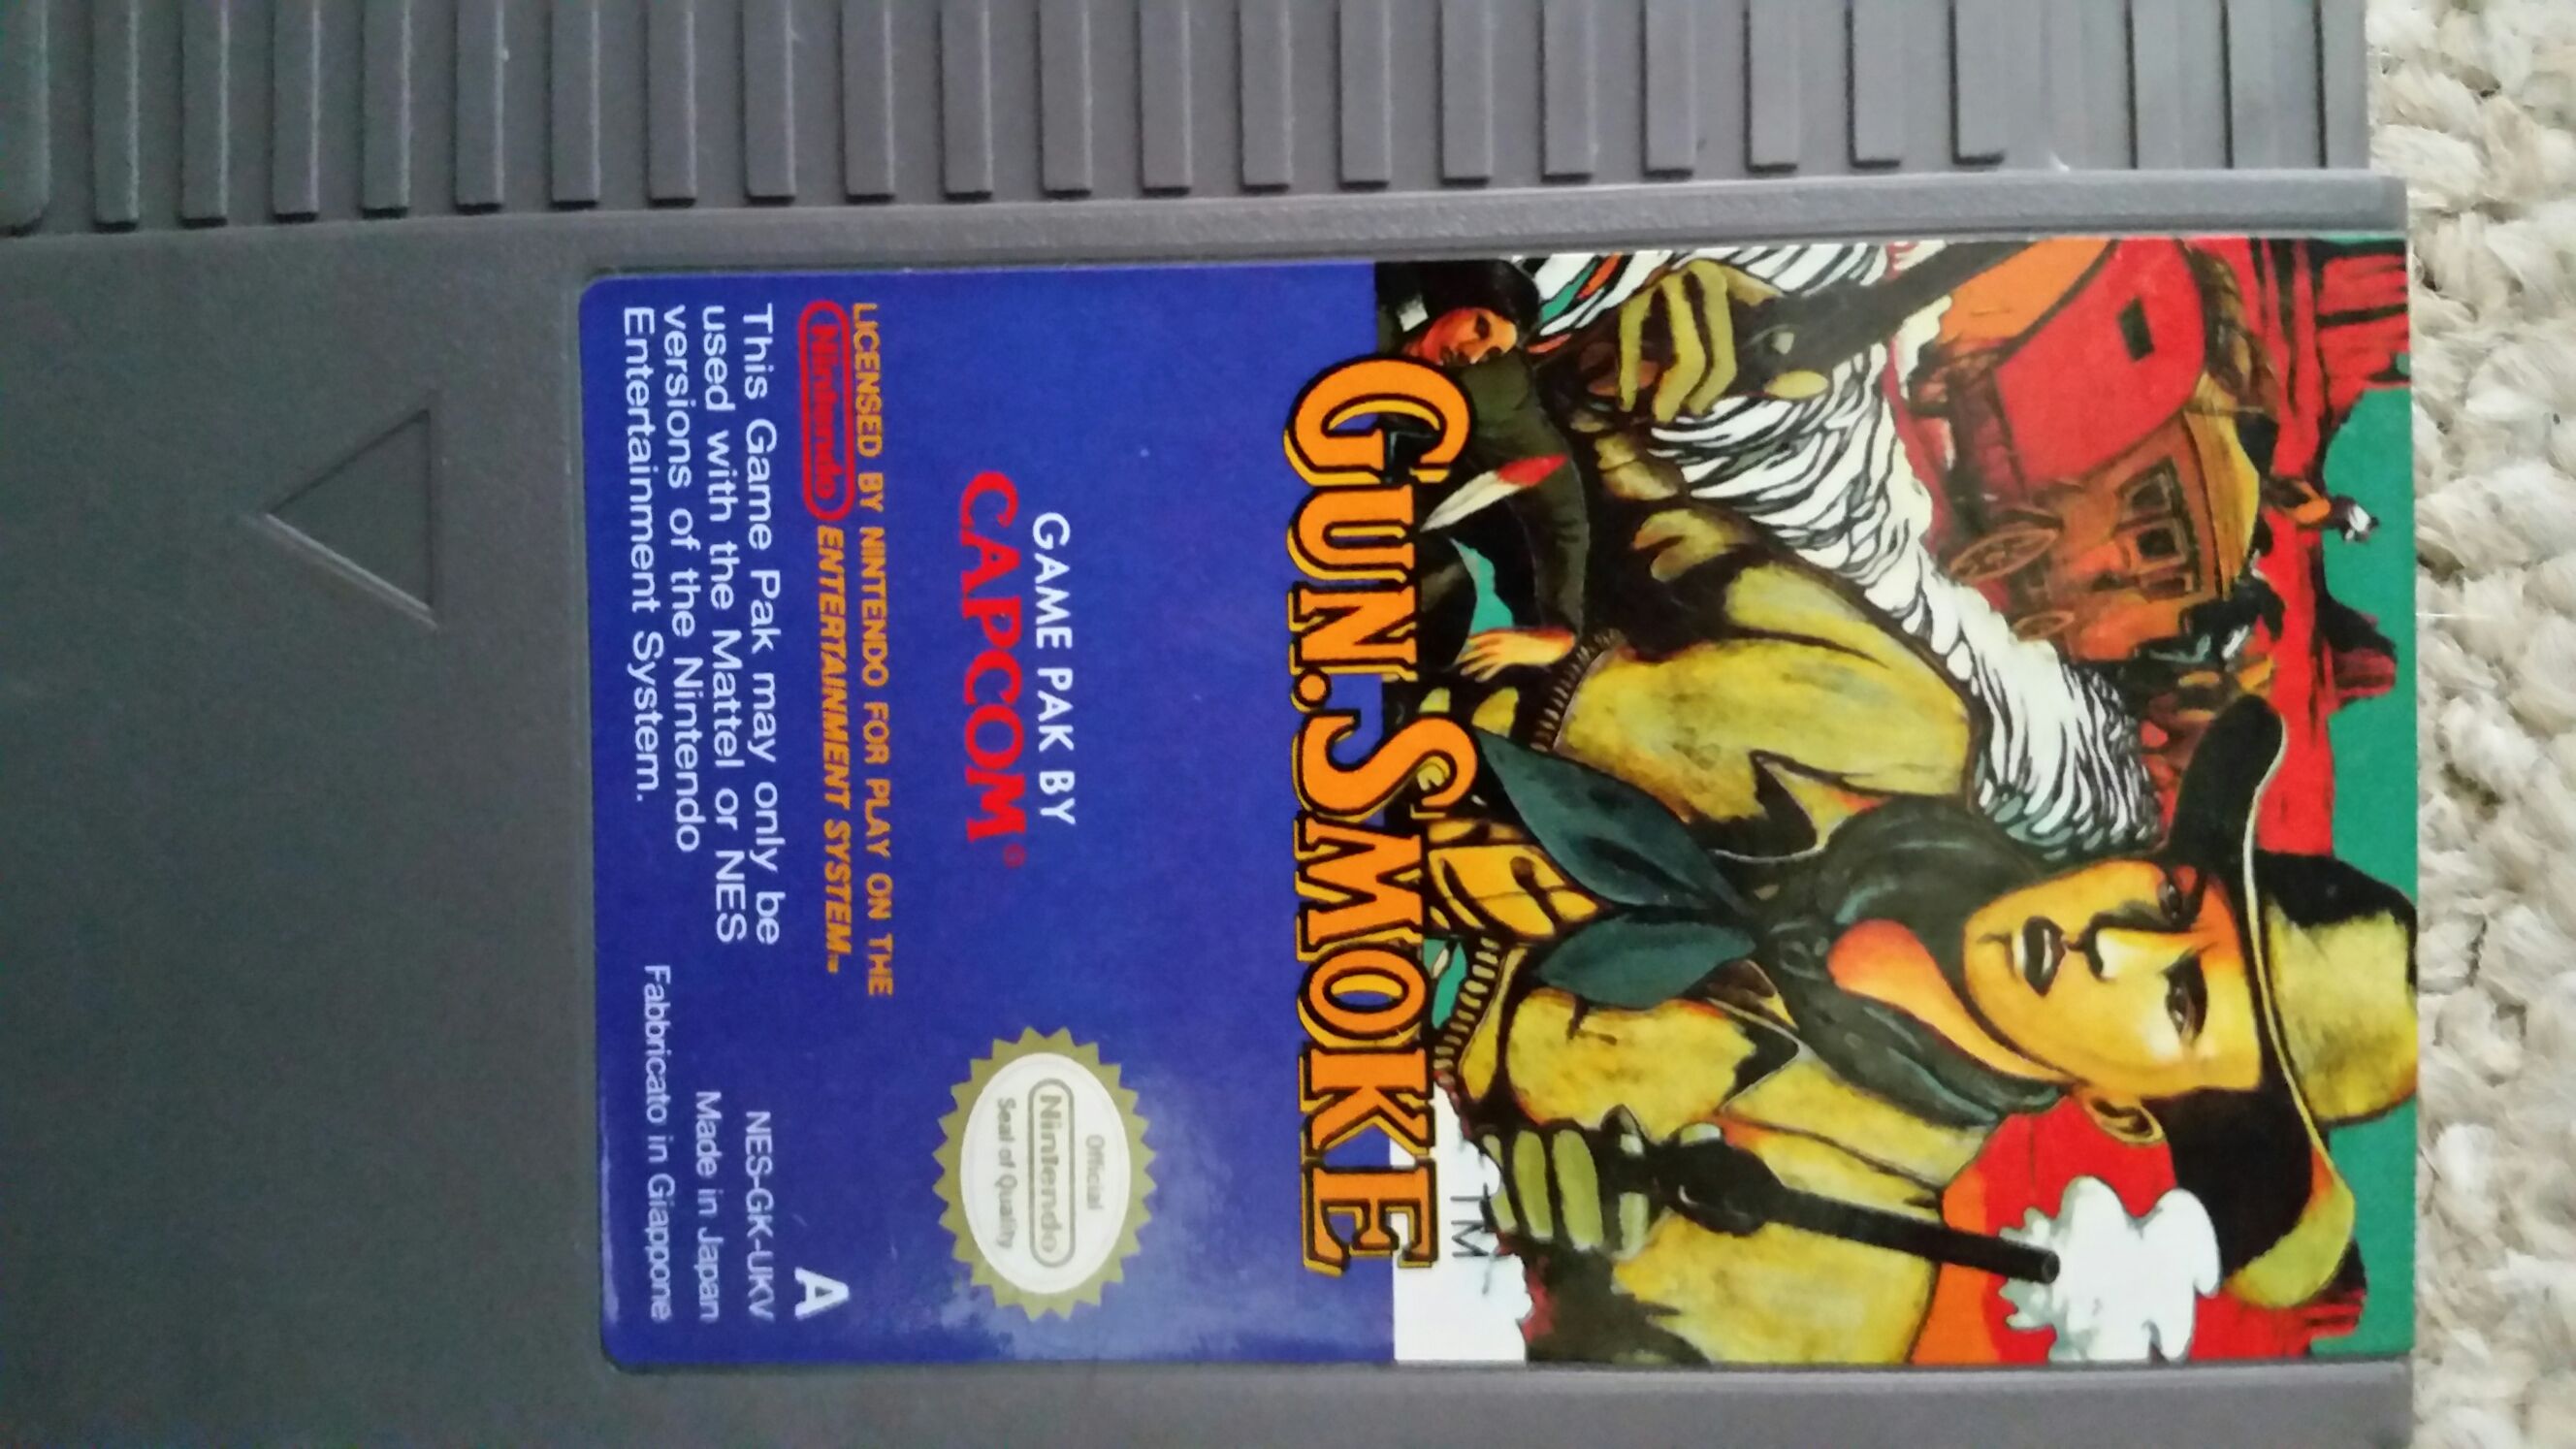 GUN.SMOKE
TM
GAME PAK BY
CAPCOM®
Official
Nintendo
Seal of Quality
LICENSED BY NINTENDO FOR PLAY ON THE
Nintendo ENTERTAINMENT SYSTEM™
A
This Game Pak may only be
used with the Mattel or NES
versions of the Nintendo
Entertainment System.
NES-GK-UKV
Made in Japan
Fabbricato in Giappone